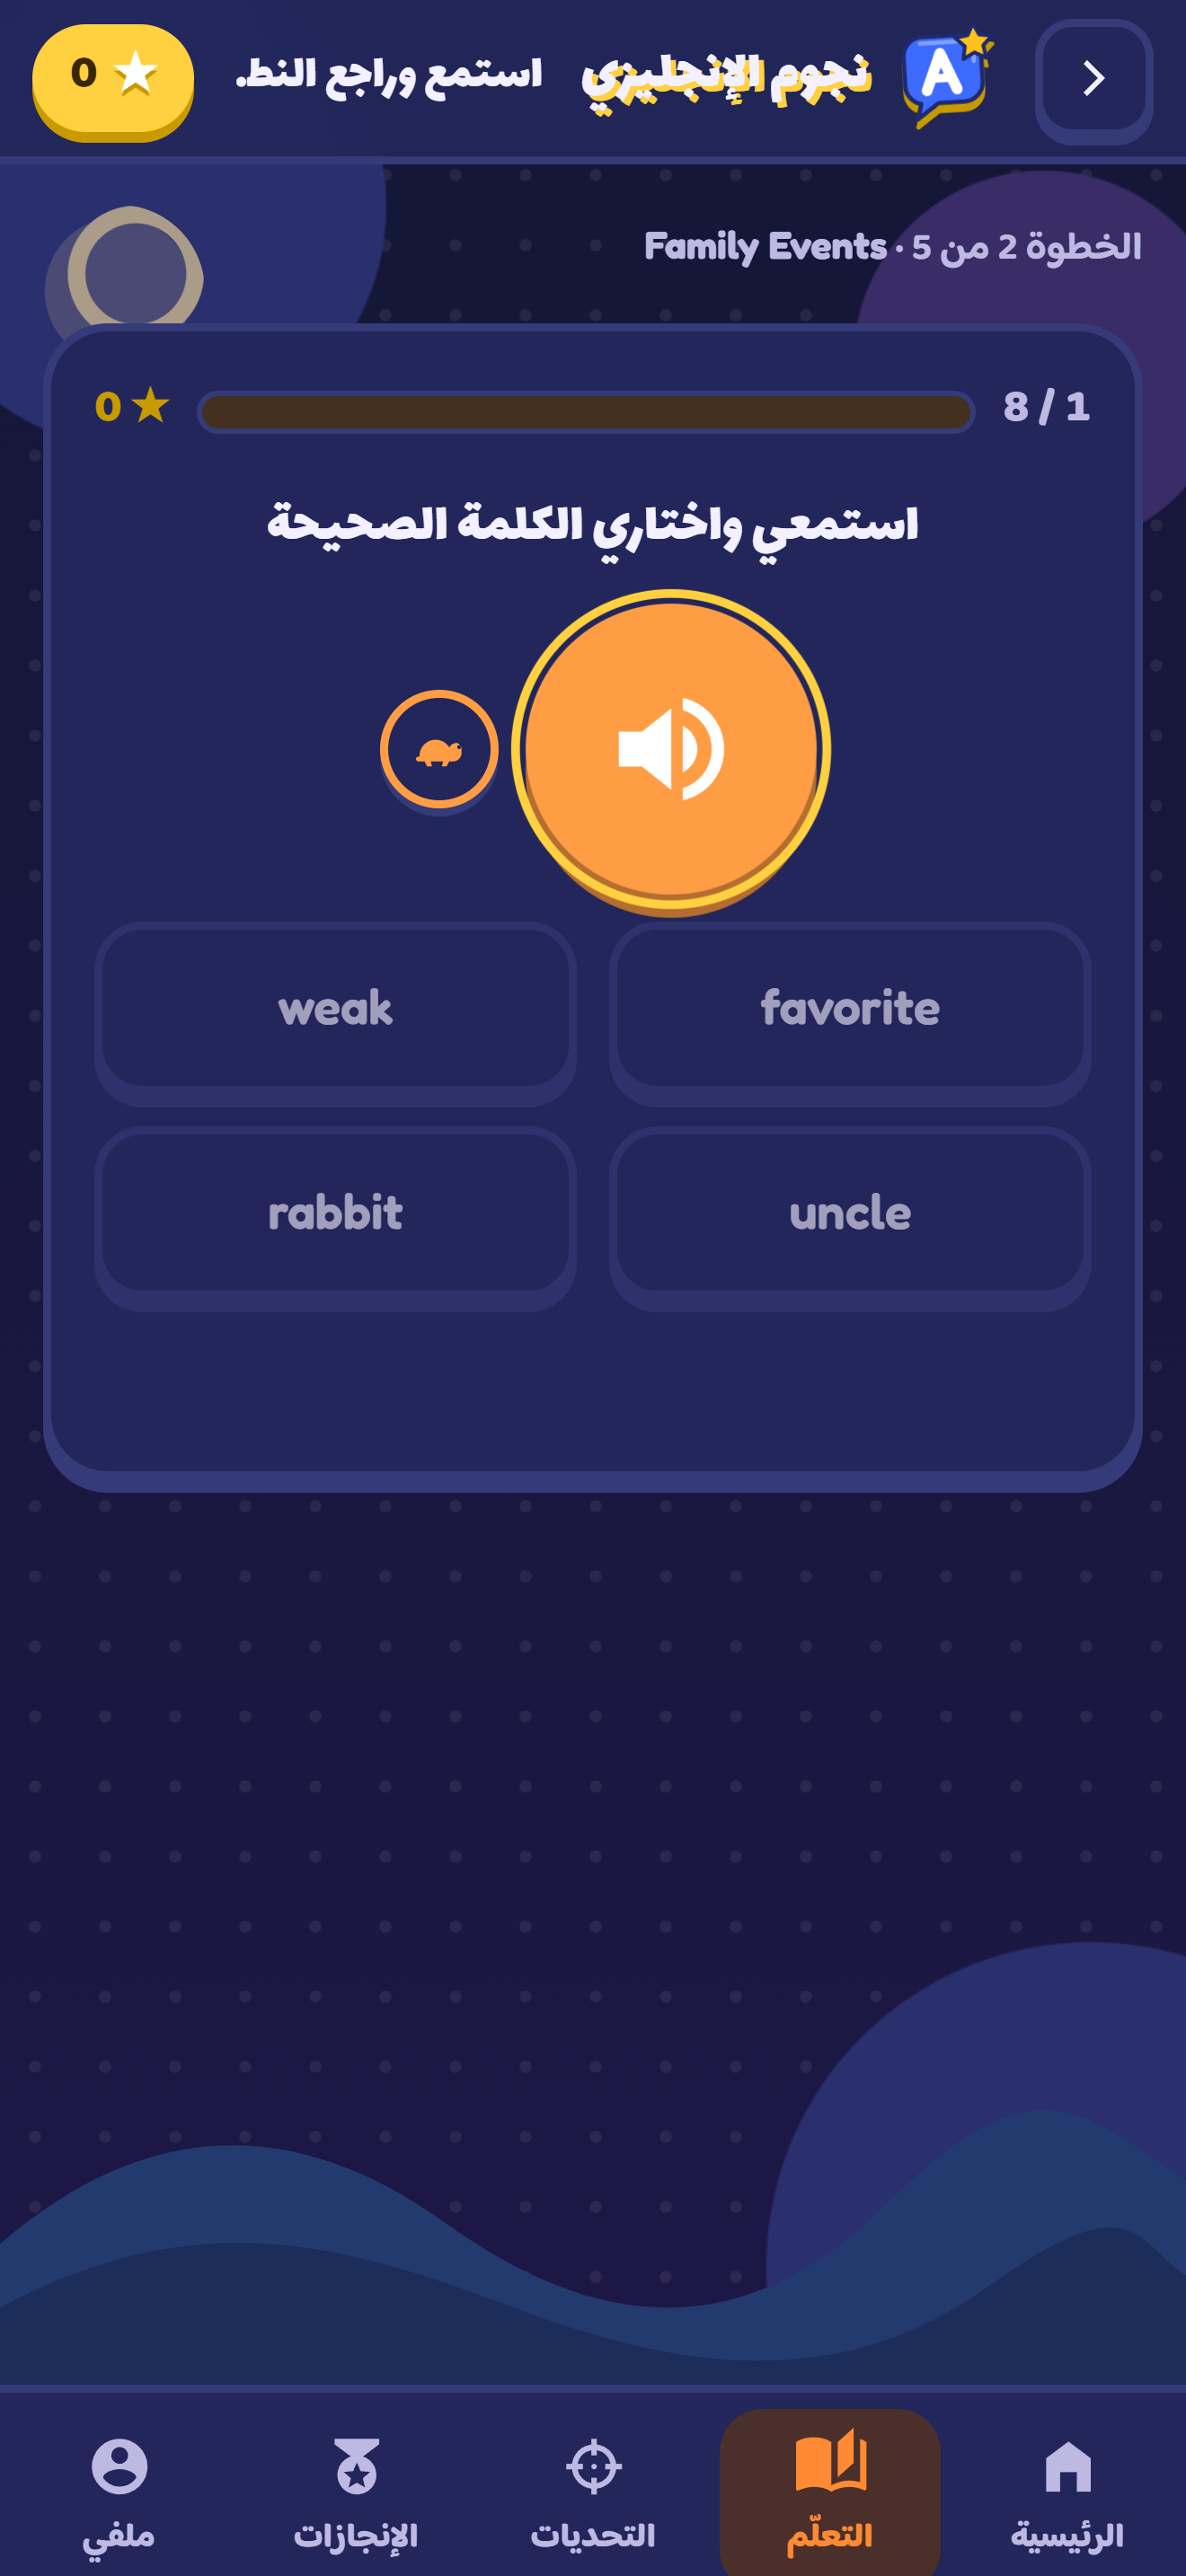 نجوم الإنجليزي
استمع وراجع النط.
0
الخطوة 2 من 5 · Family Events
1 / 8
0
استمعي واختاري الكلمة الصحيحة
favorite
weak
uncle
rabbit
الرئيسية
التعلّم
التحديات
الإنجازات
ملفي